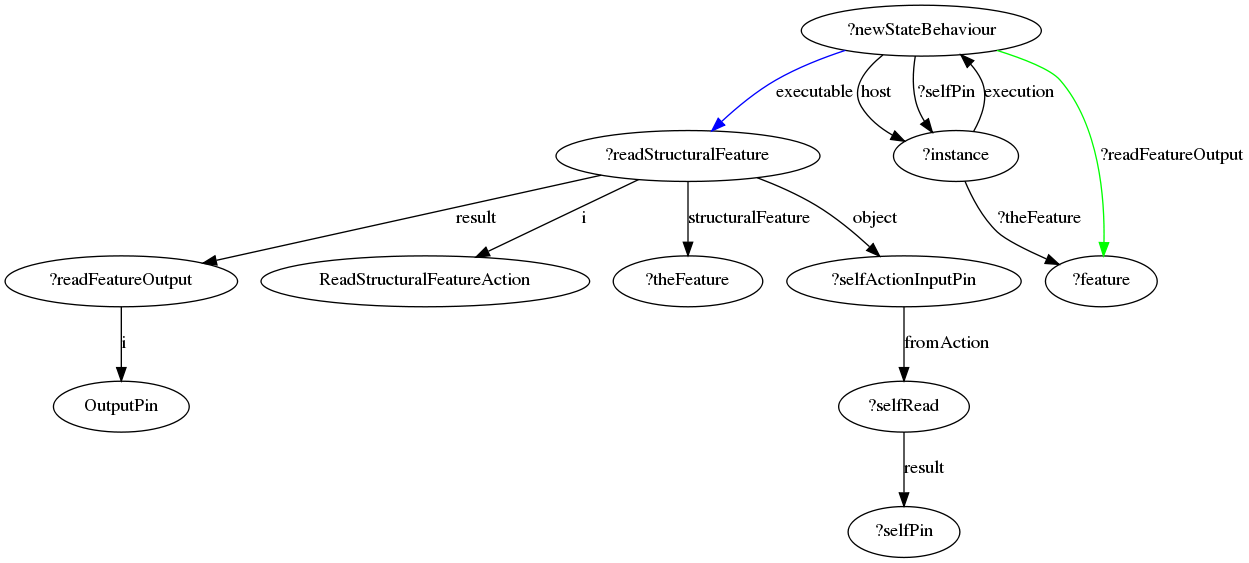 ?newStateBehaviour
executable
host
?selfPin
execution
?readStructuralFeature
?instance
?readFeatureOutput
result
i
structuralFeature
object
?theFeature
?readFeatureOutput
ReadStructuralFeatureAction
?theFeature
?selfActionInputPin
?feature
i
fromAction
OutputPin
?selfRead
result
?selfPin